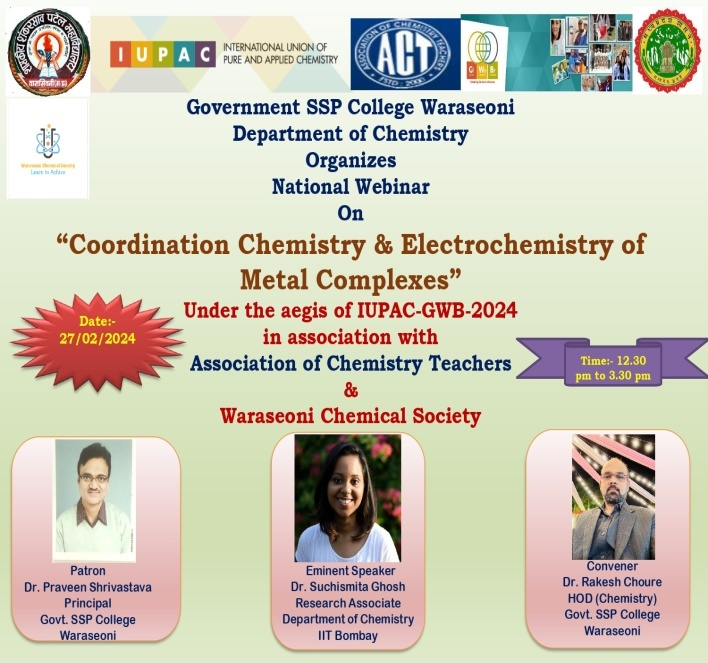 IUPAC
INTERNATIONAL UNION OF
PURE AND APPLIED CHEMISTRY
ASSOCIATION OF CHEMISTRY TEACHERS
ACT
ESTD - 2000
GWB
Waraseoni Chemical Society
Learn to Achieve
Government SSP College Waraseoni
Department of Chemistry
Organizes
National Webinar
On
“Coordination Chemistry & Electrochemistry of
Metal Complexes”
Under the aegis of IUPAC-GWB-2024
in association with
Association of Chemistry Teachers
&
Waraseoni Chemical Society
Date:-
27/02/2024
Time:- 12.30
pm to 3.30 pm
Patron
Dr. Praveen Shrivastava
Principal
Govt. SSP College
Waraseoni
Eminent Speaker
Dr. Suchismita Ghosh
Research Associate
Department of Chemistry
IIT Bombay
Convener
Dr. Rakesh Choure
HOD (Chemistry)
Govt. SSP College
Waraseoni